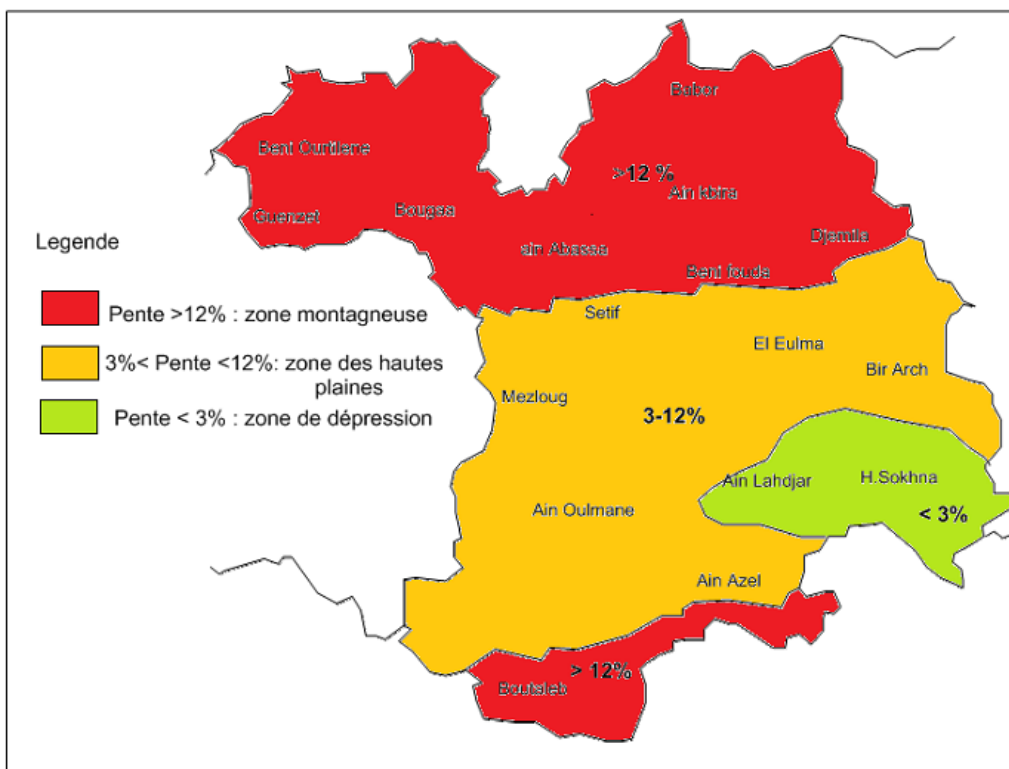 Babor
Beni Ourtilene
>12 %
Ain kbira
Guenzet
Bougaa
Djemila
Legende
ain Abassa
Beni fouda
Pente >12% : zone montagneuse
Setif
El Eulma
3%< Pente <12%: zone des hautes
plaines
Bir Arch
Mezloug
3-12%
Pente < 3% : zone de dépression
Ain Lahdjar
H.Sokhna
Ain Oulmane
< 3%
Ain Azel
> 12%
Boutaleb